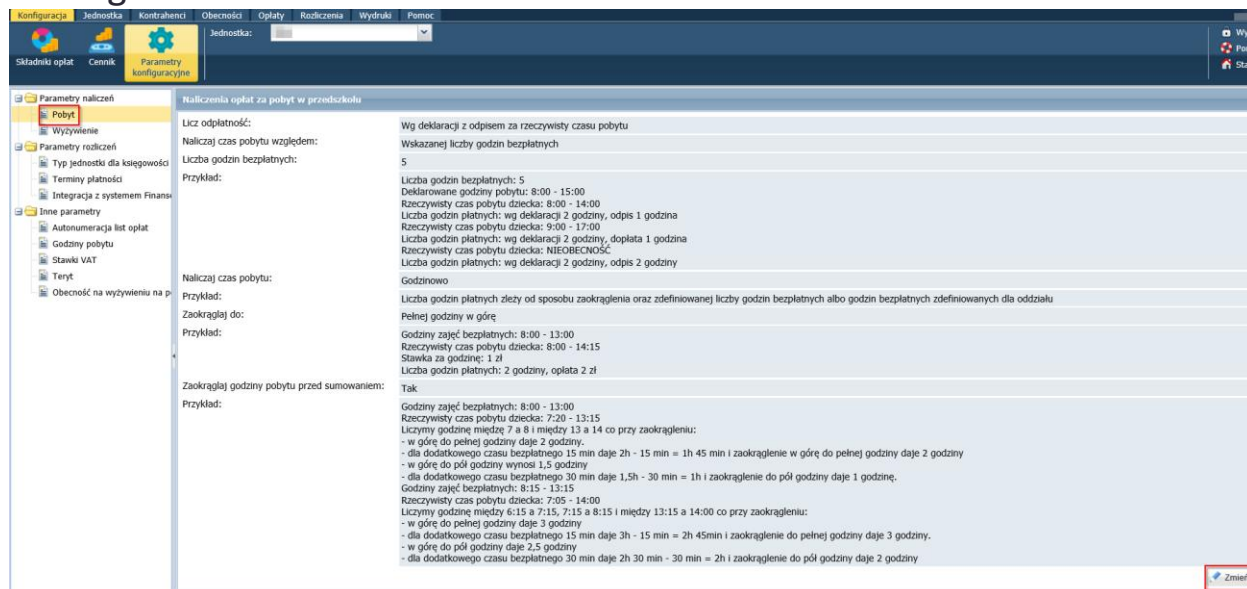 Konfiguracja Jednostka Kontrahenci Obecności Opłaty Rozliczenia Wydruki Pomoc
Jednostka:
Składniki opłat Cennik Parametry konfiguracyjne
Wy
Po
Sta
Parametry naliczeń
Pobyt
Wyżywienie
Parametry rozliczeń
Typ jednostki dla księgowości
Terminy płatności
Integracja z systemem Finans
Inne parametry
Autonumeracja list opłat
Godziny pobytu
Stawki VAT
Teryt
Obecność na wyżywieniu na p
Naliczenia opłat za pobyt w przedszkolu
Licz odpłatność: Wg deklaracji z odpisem za rzeczywisty czasu pobytu
Naliczaj czas pobytu względem: Wskazanej liczby godzin bezpłatnych
Liczba godzin bezpłatnych: 5
Przykład: Liczba godzin bezpłatnych: 5
Deklarowane godziny pobytu: 8:00 - 15:00
Rzeczywisty czas pobytu dziecka: 8:00 - 14:00
Liczba godzin płatnych: wg deklaracji 2 godziny, odpis 1 godzina
Rzeczywisty czas pobytu dziecka: 9:00 - 17:00
Liczba godzin płatnych: wg deklaracji 2 godziny, dopłata 1 godzina
Rzeczywisty czas pobytu dziecka: NIEOBECNOŚĆ
Liczba godzin płatnych: wg deklaracji 2 godziny, odpis 2 godziny
Naliczaj czas pobytu: Godzinowo
Przykład: Liczba godzin płatnych zleży od sposobu zaokrąglenia oraz zdefiniowanej liczby godzin bezpłatnych albo godzin bezpłatnych zdefiniowanych dla oddziału
Zaokrąglaj do: Pełnej godziny w górę
Przykład: Godziny zajęć bezpłatnych: 8:00 - 13:00
Rzeczywisty czas pobytu dziecka: 8:00 - 14:15
Stawka za godzinę: 1 zł
Liczba godzin płatnych: 2 godziny, opłata 2 zł
Zaokrąglaj godziny pobytu przed sumowaniem: Tak
Przykład: Godziny zajęć bezpłatnych: 8:00 - 13:00
Rzeczywisty czas pobytu dziecka: 7:20 - 13:15
Liczymy godzinę między 7 a 8 i między 13 a 14 co przy zaokrągleniu:
- w górę do pełnej godziny daje 2 godziny.
- dla dodatkowego czasu bezpłatnego 15 min daje 2h - 15 min = 1h 45 min i zaokrąglenie w górę do pełnej godziny daje 2 godziny
- w górę do pół godziny wynosi 1,5 godziny
- dla dodatkowego czasu bezpłatnego 30 min daje 1,5h - 30 min = 1h i zaokrąglenie do pół godziny daje 1 godzinę.
Godziny zajęć bezpłatnych: 8:15 - 13:15
Rzeczywisty czas pobytu dziecka: 7:05 - 14:00
Liczymy godzinę między 6:15 a 7:15, 7:15 a 8:15 i między 13:15 a 14:00 co przy zaokrągleniu:
- w górę do pełnej godziny daje 3 godziny
- dla dodatkowego czasu bezpłatnego 15 min daje 3h - 15 min = 2h 45min i zaokrąglenie do pełnej godziny daje 3 godziny.
- w górę do pół godziny daje 2,5 godziny
- dla dodatkowego czasu bezpłatnego 30 min daje 2h 30 min - 30 min = 2h i zaokrąglenie do pół godziny daje 2 godziny
Zmień